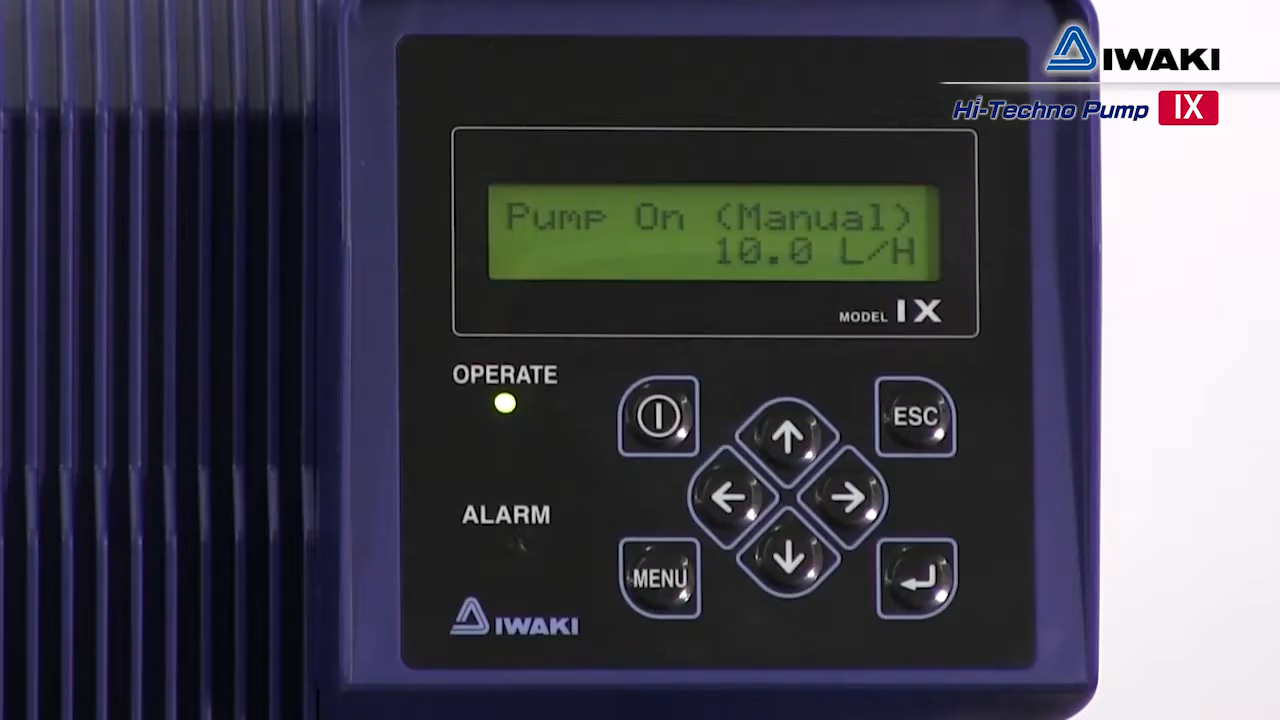 IWAKI
Hi-Techno Pump IX
Pump On (Manual)
10.0 L/H
MODEL IX
OPERATE
ESC
ALARM
MENU
IWAKI